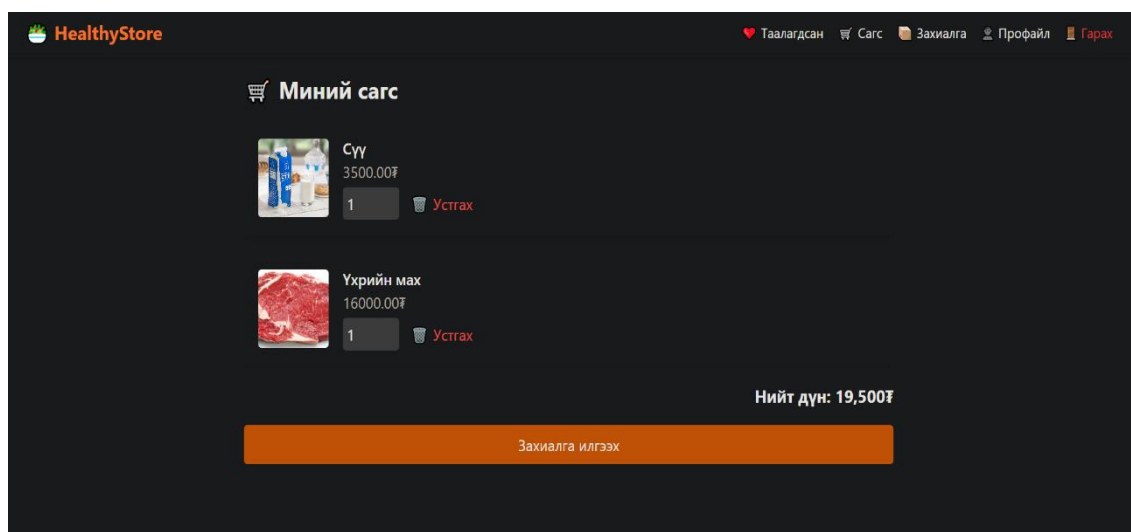 HealthyStore
Таалагдсан Сагс Захиалга Профайл Гарах
Миний сагс
Сүү
3500.00₮
1 Устгах
Үхрийн мах
16000.00₮
1 Устгах
Нийт дүн: 19,500₮
Захиалга илгээх